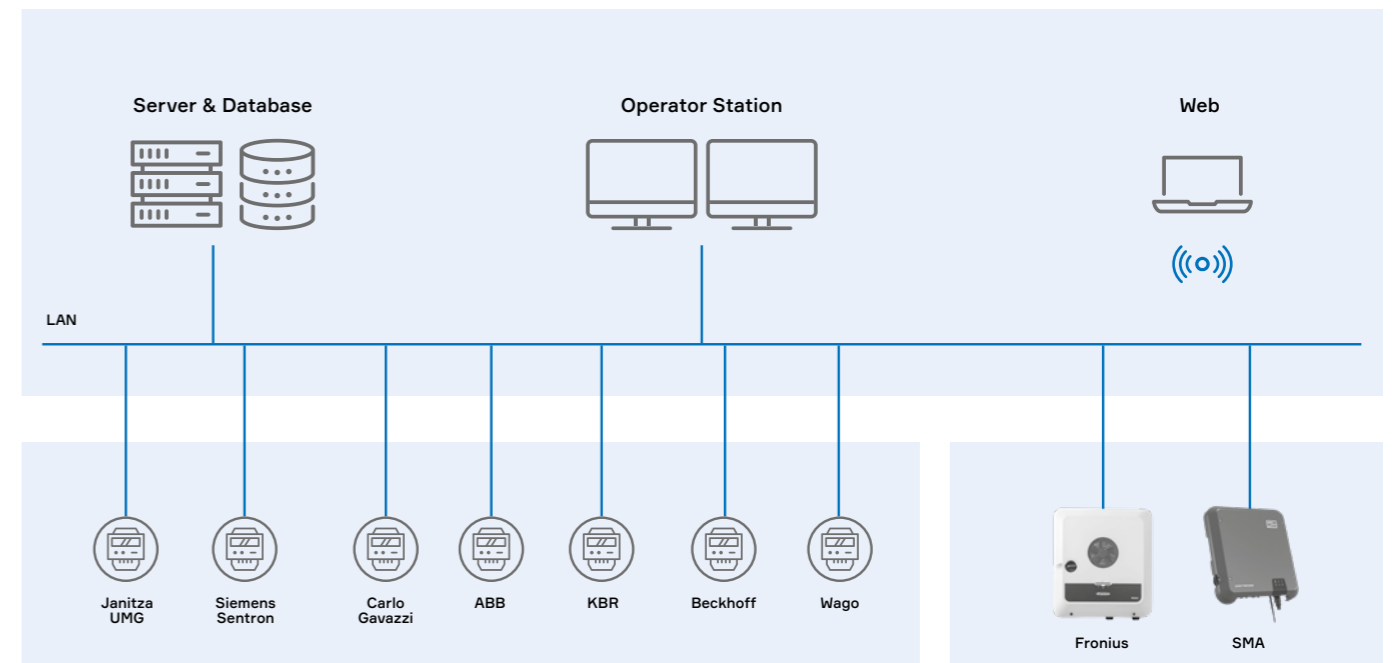 Server & Database
Operator Station
Web
LAN
Janitza
UMG
Siemens
Sentron
Carlo
Gavazzi
ABB
KBR
Beckhoff
Wago
Fronius
SMA